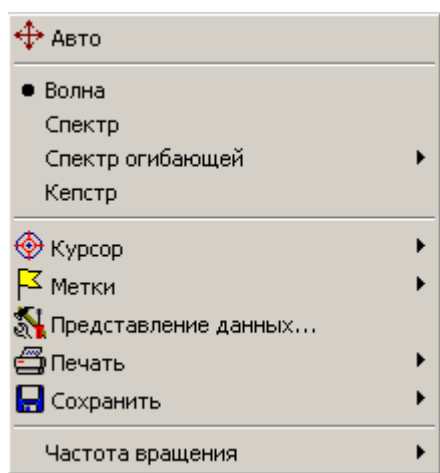 Авто
Волна
Спектр
Спектр огибающей
Кепстр
Курсор
Метки
Представление данных...
Печать
Сохранить
Частота вращения